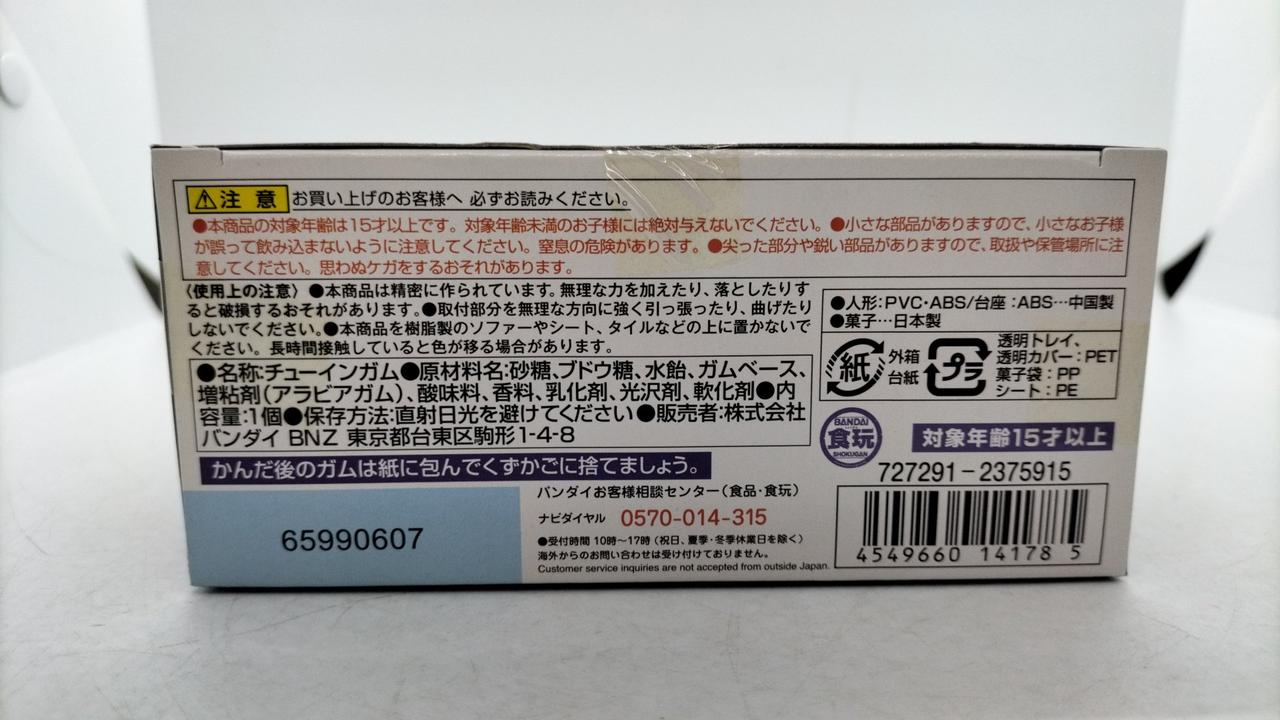 ⚠注 意 お買い上げのお客様へ 必ずお読みください。
●本商品の対象年齢は15才以上です。対象年齢未満のお子様には絶対与えないでください。●小さな部品がありますので、小さなお子様
が誤って飲み込まないように注意してください。窒息の危険があります。●尖った部分や鋭い部品がありますので、取扱や保管場所に注
意してください。思わぬケガをするおそれがあります。
〈使用上の注意〉●本商品は精密に作られています。無理な力を加えたり、落としたりす
ると破損するおそれがあります。●取付部分を無理な方向に強く引っ張ったり、曲げたり
しないでください。●本商品を樹脂製のソファーやシート、タイルなどの上に置かないで
ください。長時間接触していると色が移る場合があります。
●名称:チューインガム●原材料名:砂糖、ブドウ糖、水飴、ガムベース、
増粘剤(アラビアガム)、酸味料、香料、乳化剤、光沢剤、軟化剤●内
容量:1個●保存方法:直射日光を避けてください●販売者:株式会社
バンダイ BNZ 東京都台東区駒形1-4-8
かんだ後のガムは紙に包んでくずかごに捨てましょう。
65990607
バンダイお客様相談センター(食品・食玩)
ナビダイヤル 0570-014-315
●受付時間 10時～17時(祝日、夏季・冬季休業日を除く)
海外からのお問い合わせは受け付けておりません。
Customer service inquiries are not accepted from outside Japan.
●人形:PVC・ABS/台座:ABS…中国製
●菓子…日本製
紙
外箱
台紙
プラ
透明トレイ、
透明カバー:PET
菓子袋:PP
シート:PE
BANDAI
食玩
SHOKUGAN
対象年齢15才以上
727291-2375915
4549660 14178 5